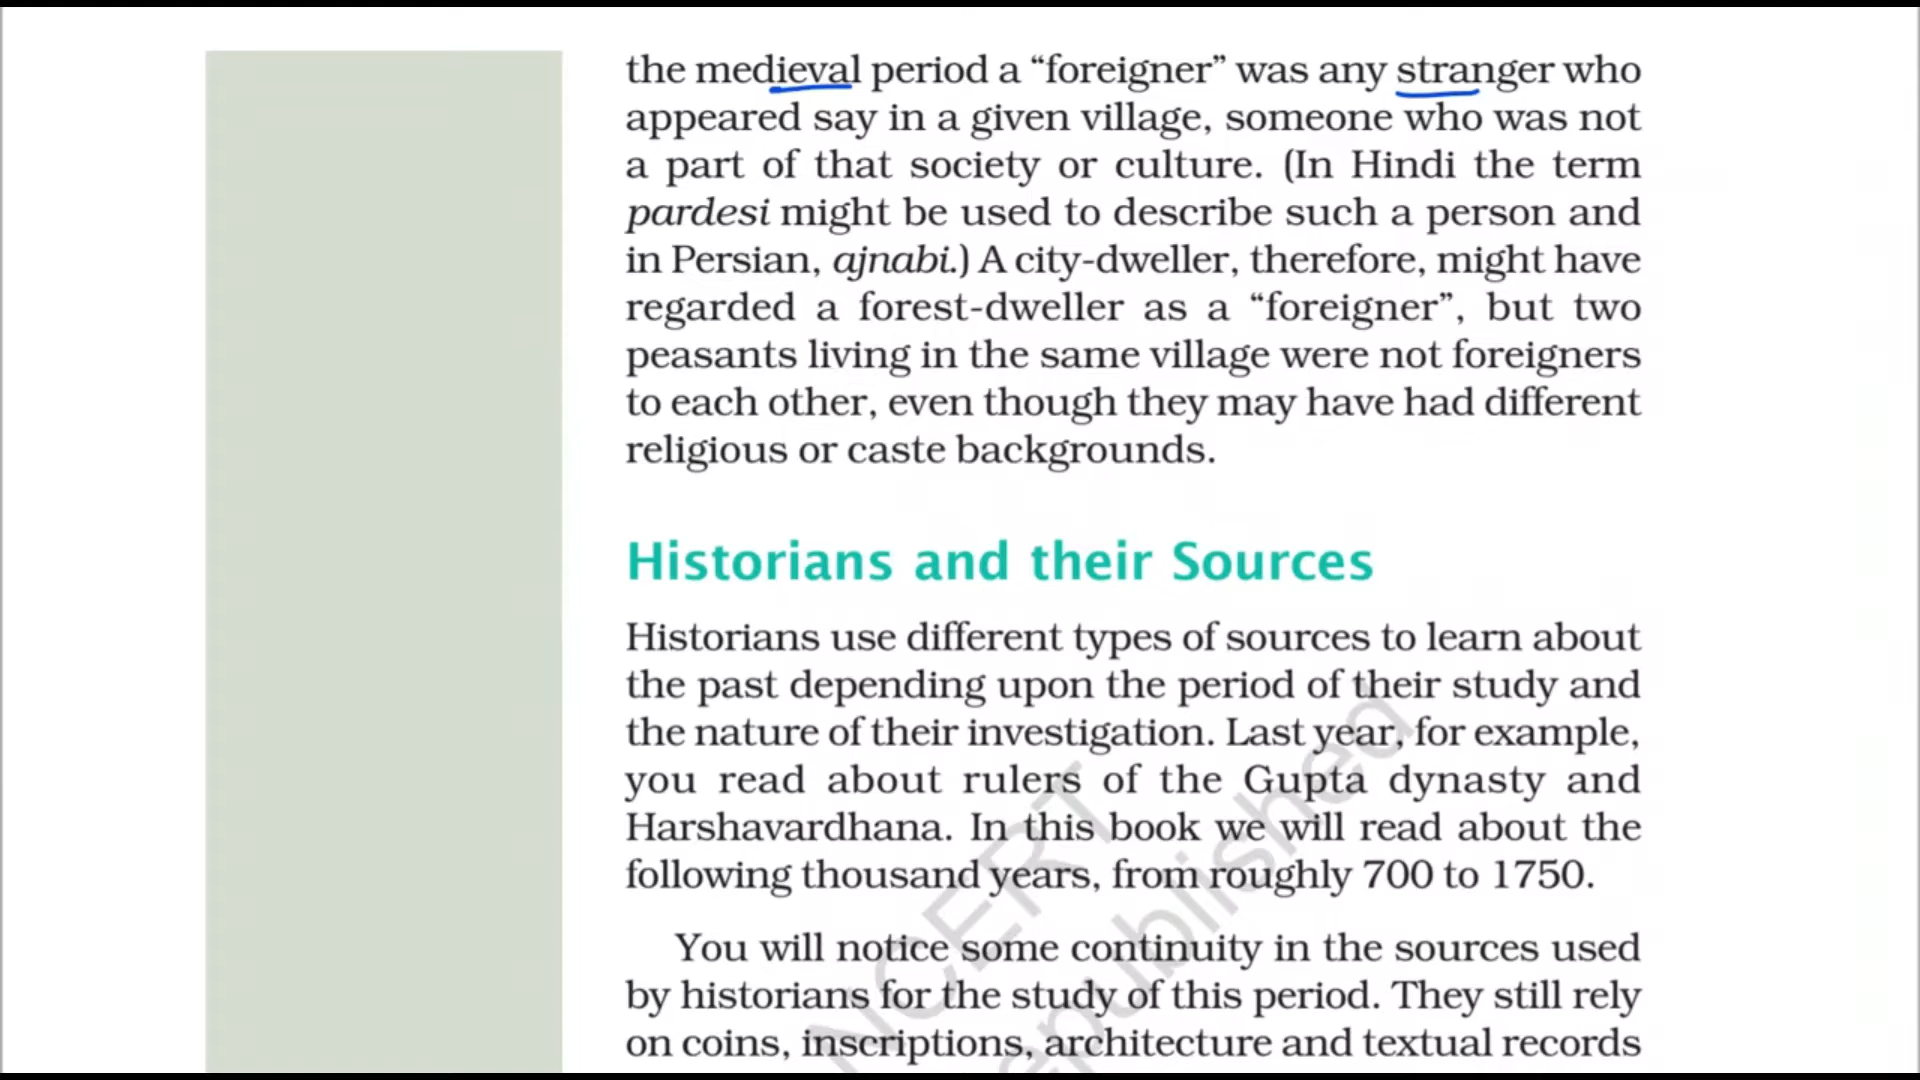 the medieval period a “foreigner” was any stranger who
appeared say in a given village, someone who was not
a part of that society or culture. (In Hindi the term
pardesi might be used to describe such a person and
in Persian, ajnabi.) A city-dweller, therefore, might have
regarded a forest-dweller as a “foreigner”, but two
peasants living in the same village were not foreigners
to each other, even though they may have had different
religious or caste backgrounds.
Historians and their Sources
Historians use different types of sources to learn about
the past depending upon the period of their study and
the nature of their investigation. Last year, for example,
you read about rulers of the Gupta dynasty and
Harshavardhana. In this book we will read about the
following thousand years, from roughly 700 to 1750.
You will notice some continuity in the sources used
by historians for the study of this period. They still rely
on coins, inscriptions, architecture and textual records
NCERT